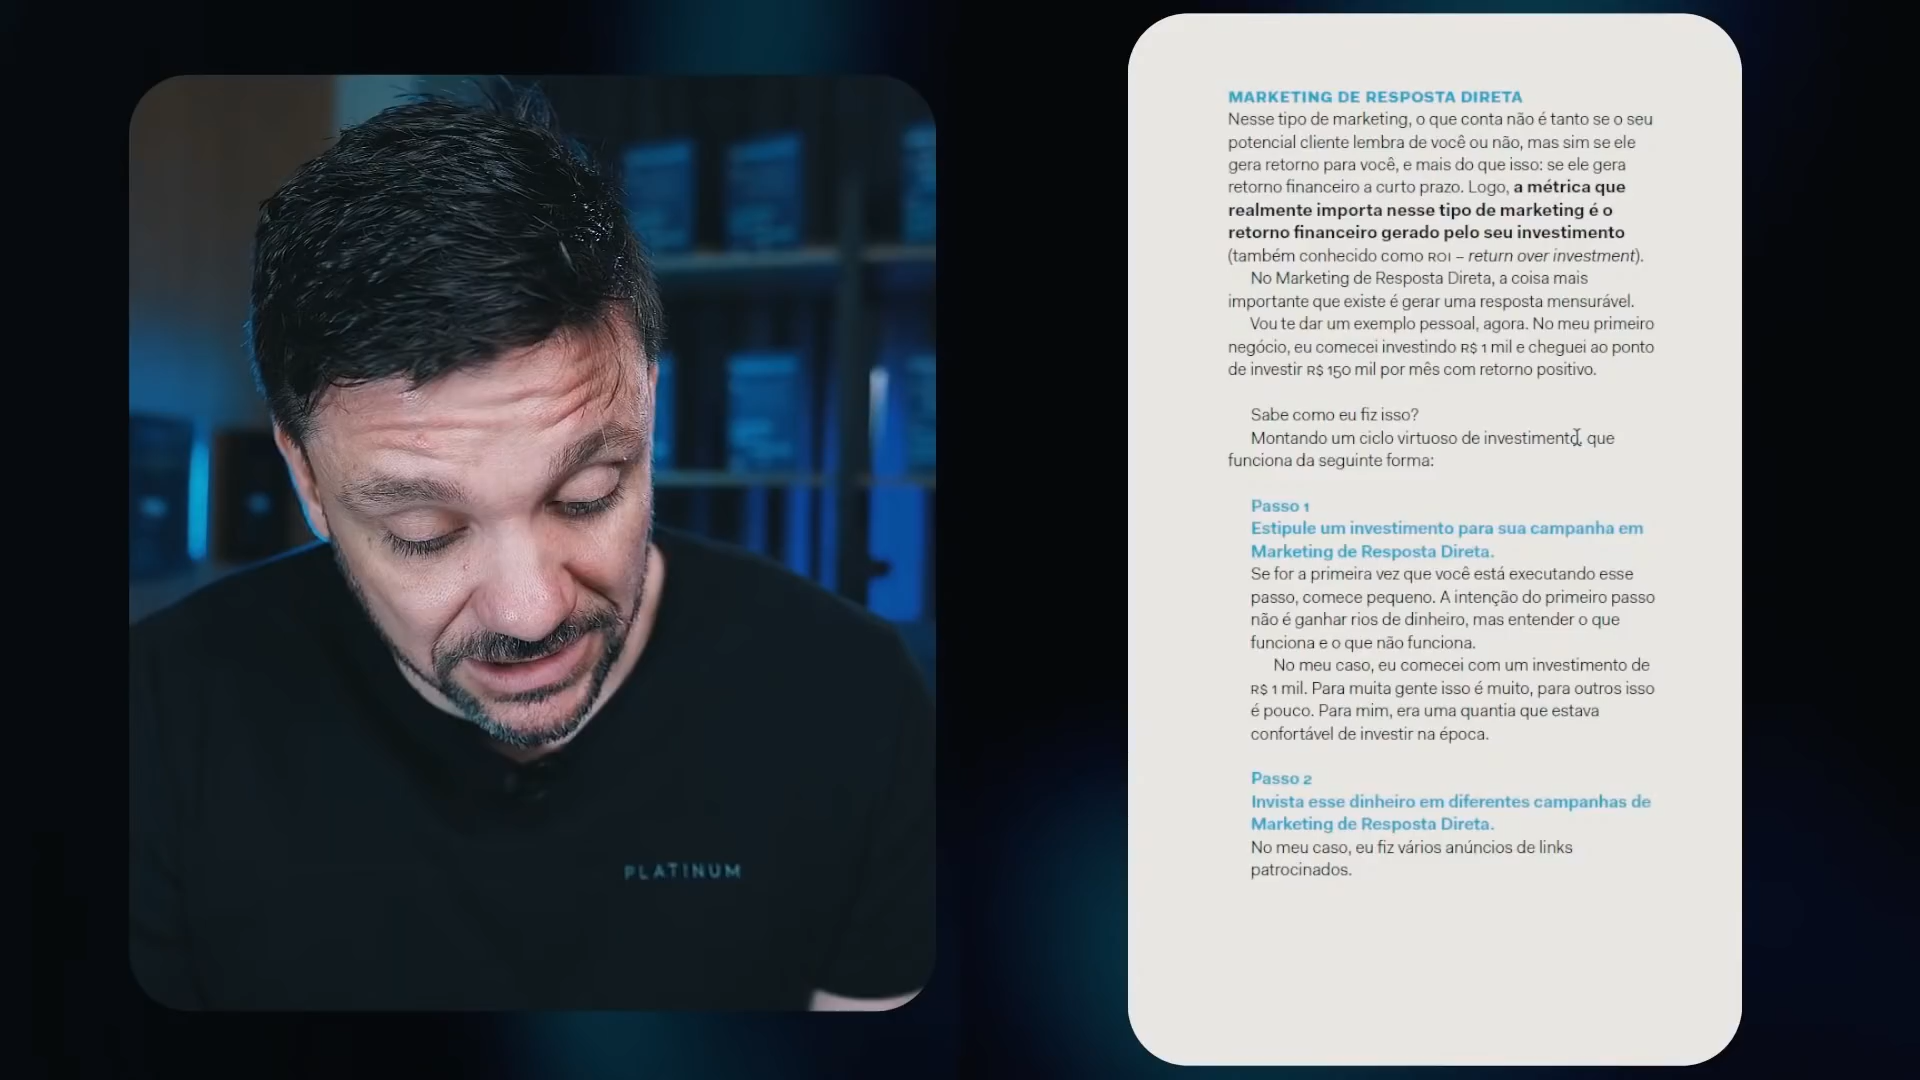 PLATINUM
MARKETING DE RESPOSTA DIRETA
Nesse tipo de marketing, o que conta não é tanto se o seu
potencial cliente lembra de você ou não, mas sim se ele
gera retorno para você, e mais do que isso: se ele gera
retorno financeiro a curto prazo. Logo, a métrica que
realmente importa nesse tipo de marketing é o
retorno financeiro gerado pelo seu investimento
(também conhecido como ROI – return over investment).
No Marketing de Resposta Direta, a coisa mais
importante que existe é gerar uma resposta mensurável.
Vou te dar um exemplo pessoal, agora. No meu primeiro
negócio, eu comecei investindo R$ 1 mil e cheguei ao ponto
de investir R$ 150 mil por mês com retorno positivo.
Sabe como eu fiz isso?
Montando um ciclo virtuoso de investimento, que
funciona da seguinte forma:
Passo 1
Estipule um investimento para sua campanha em
Marketing de Resposta Direta.
Se for a primeira vez que você está executando esse
passo, comece pequeno. A intenção do primeiro passo
não é ganhar rios de dinheiro, mas entender o que
funciona e o que não funciona.
No meu caso, eu comecei com um investimento de
R$ 1 mil. Para muita gente isso é muito, para outros isso
é pouco. Para mim, era uma quantia que estava
confortável de investir na época.
Passo 2
Invista esse dinheiro em diferentes campanhas de
Marketing de Resposta Direta.
No meu caso, eu fiz vários anúncios de links
patrocinados.